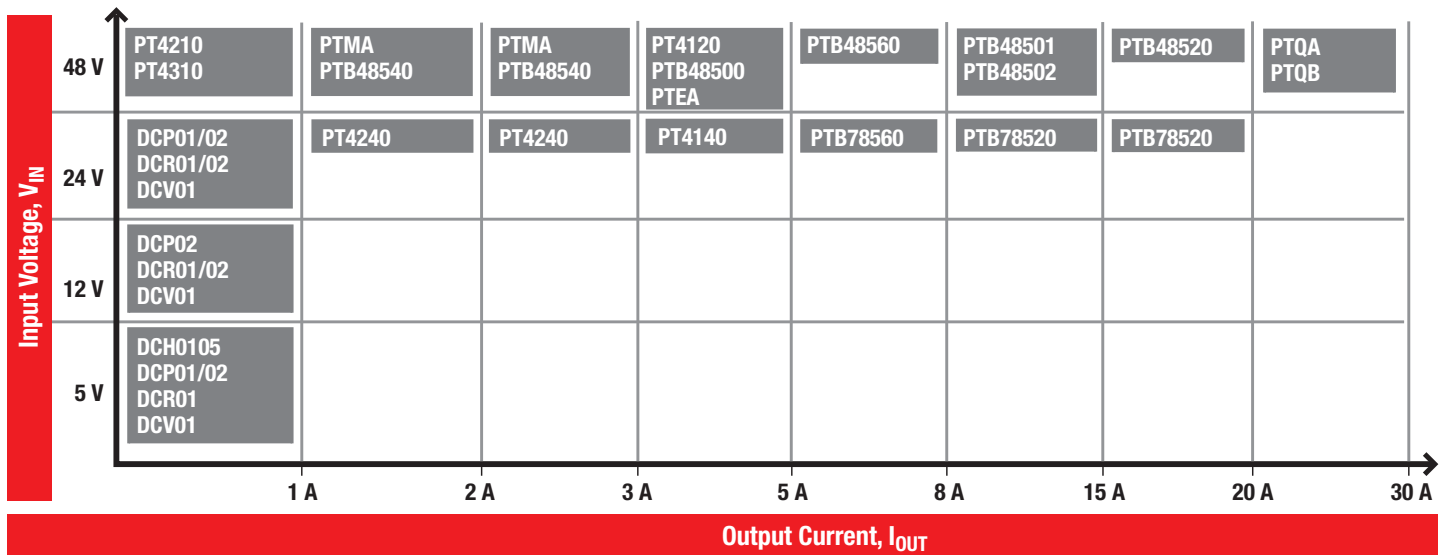 Input Voltage, VIN
48 V
PT4210
PT4310
PTMA
PTB48540
PTMA
PTB48540
PT4120
PTB48500
PTEA
PTB48560
PTB48501
PTB48502
PTB48520
PTQA
PTQB
24 V
DCP01/02
DCR01/02
DCV01
PT4240
PT4240
PT4140
PTB78560
PTB78520
PTB78520
12 V
DCP02
DCR01/02
DCV01
5 V
DCH0105
DCP01/02
DCR01
DCV01
1 A
2 A
3 A
5 A
8 A
15 A
20 A
30 A
Output Current, IOUT